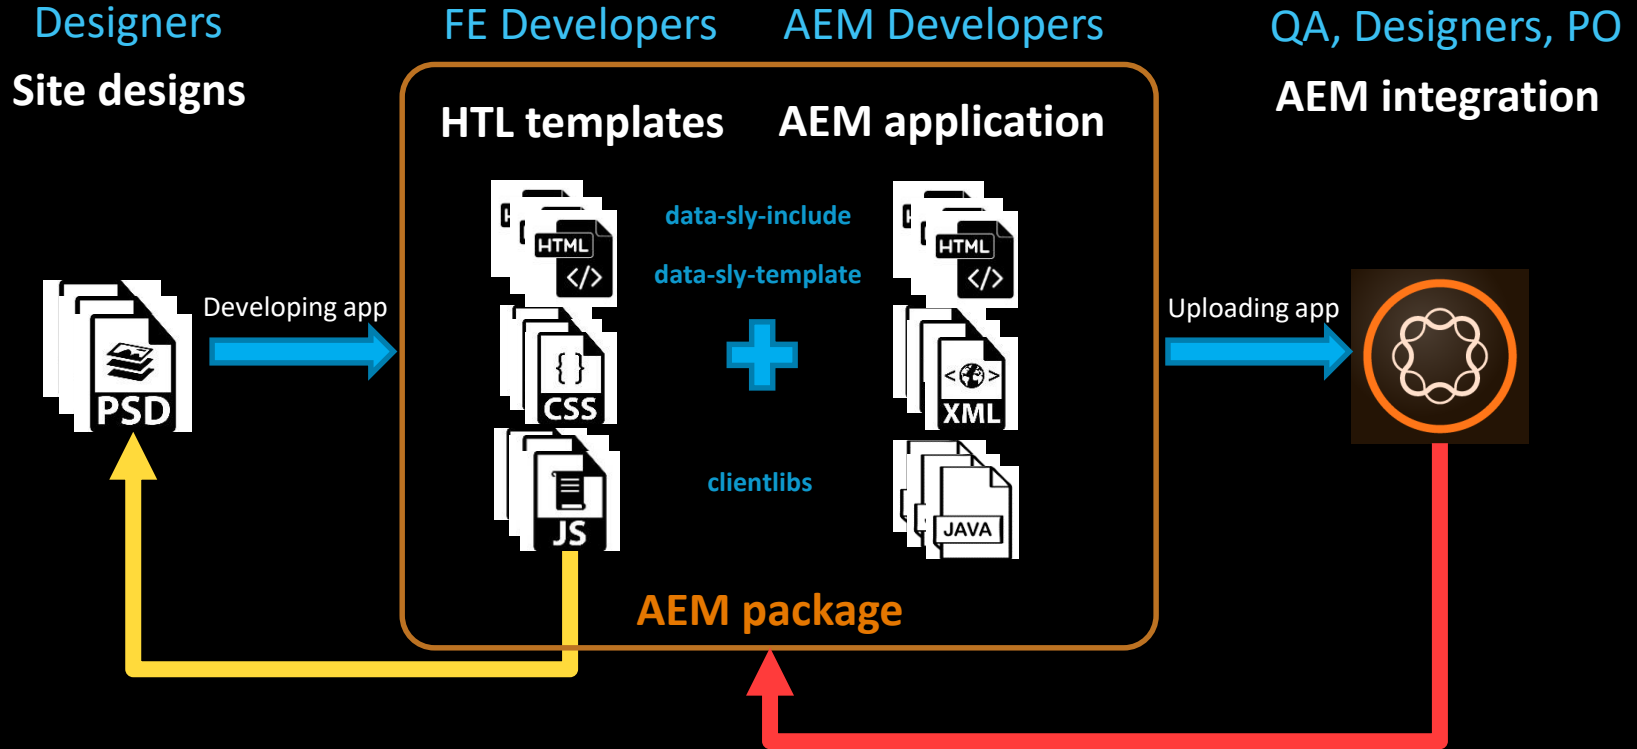 Designers
FE Developers
AEM Developers
QA, Designers, PO
Site designs
HTL templates
AEM application
AEM integration
data-sly-include
data-sly-template
clientlibs
HTML
</>
{ }
CSS
JS
HTML
</>
< >
XML
JAVA
PSD
Developing app
Uploading app
AEM package